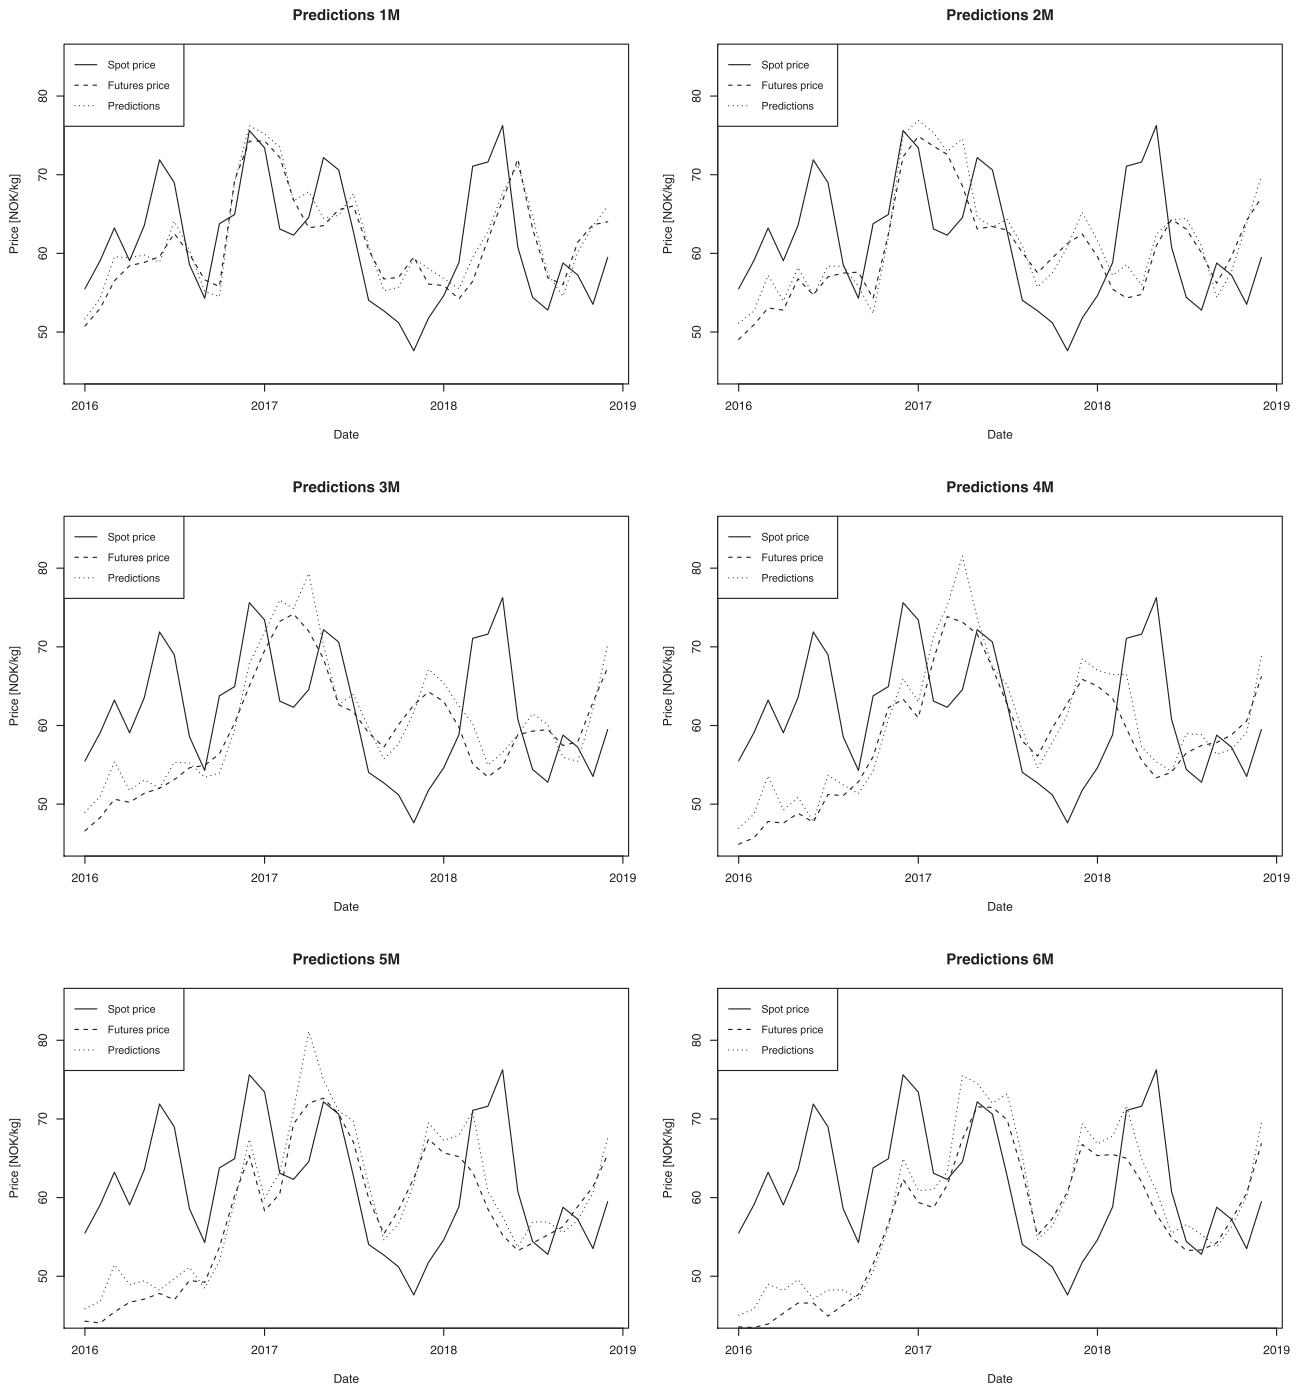 Predictions 1M
Spot price
Futures price
Predictions
Price [NOK/kg]
80
70
60
50
2016
2017
2018
2019
Date
Predictions 2M
Spot price
Futures price
Predictions
Price [NOK/kg]
80
70
60
50
2016
2017
2018
2019
Date
Predictions 3M
Spot price
Futures price
Predictions
Price [NOK/kg]
80
70
60
50
2016
2017
2018
2019
Date
Predictions 4M
Spot price
Futures price
Predictions
Price [NOK/kg]
80
70
60
50
2016
2017
2018
2019
Date
Predictions 5M
Spot price
Futures price
Predictions
Price [NOK/kg]
80
70
60
50
2016
2017
2018
2019
Date
Predictions 6M
Spot price
Futures price
Predictions
Price [NOK/kg]
80
70
60
50
2016
2017
2018
2019
Date